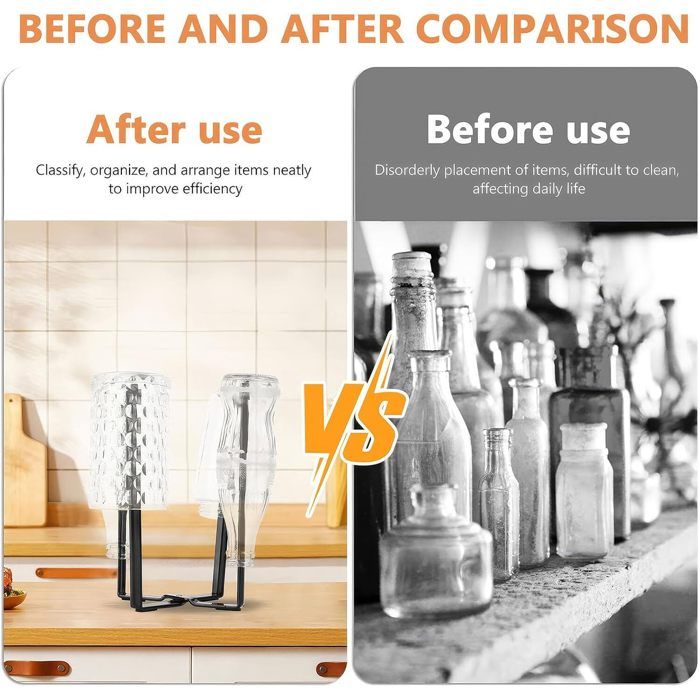 BEFORE AND AFTER COMPARISON
After use
Classify, organize, and arrange items neatly
to improve efficiency
Before use
Disorderly placement of items, difficult to clean,
affecting daily life
VS